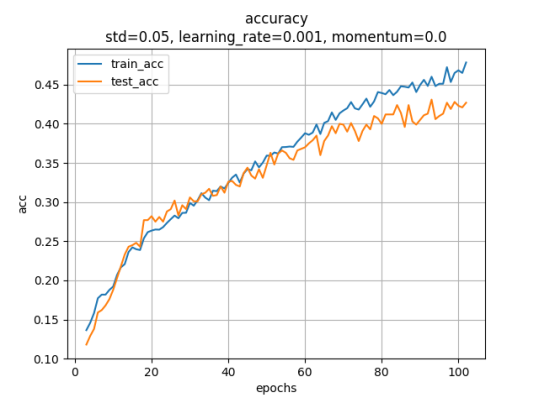 accuracy
std=0.05, learning_rate=0.001, momentum=0.0
train_acc
test_acc
0.45
0.40
0.35
0.30
0.25
0.20
0.15
0.10
acc
0 20 40 60 80 100
epochs